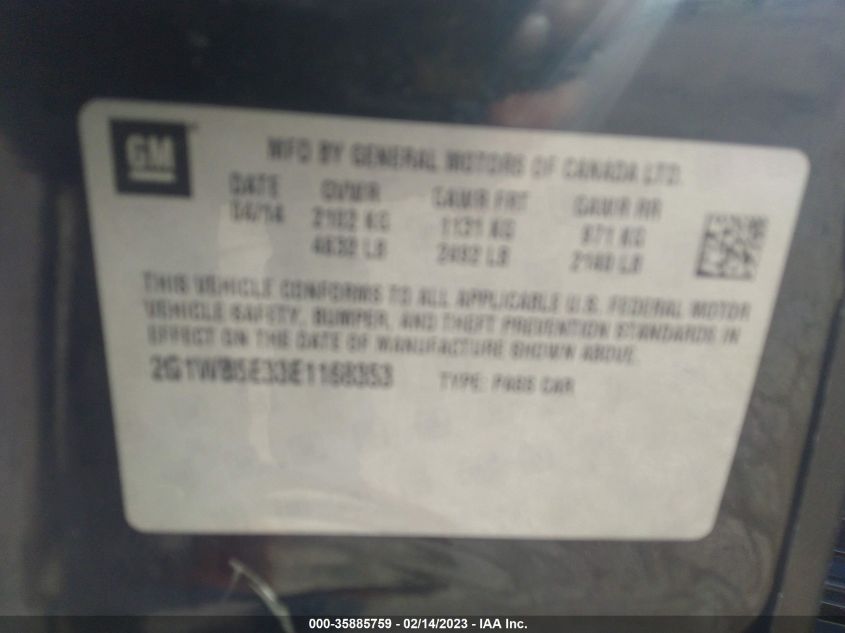 GM
MFD BY GENERAL MOTORS OF CANADA LTD.
DATE GVWR GAWR FRT GAWR RR
04/14 2102 KG 1131 KG 971 KG
4632 LB 2492 LB 2140 LB
THIS VEHICLE CONFORMS TO ALL APPLICABLE U.S. FEDERAL MOTOR
VEHICLE SAFETY, BUMPER, AND THEFT PREVENTION STANDARDS IN
EFFECT ON THE DATE OF MANUFACTURE SHOWN ABOVE.
2G1WB5E33E1168353 TYPE: PASS CAR
000-35885759 / 02/14/2023 - IAA Inc.